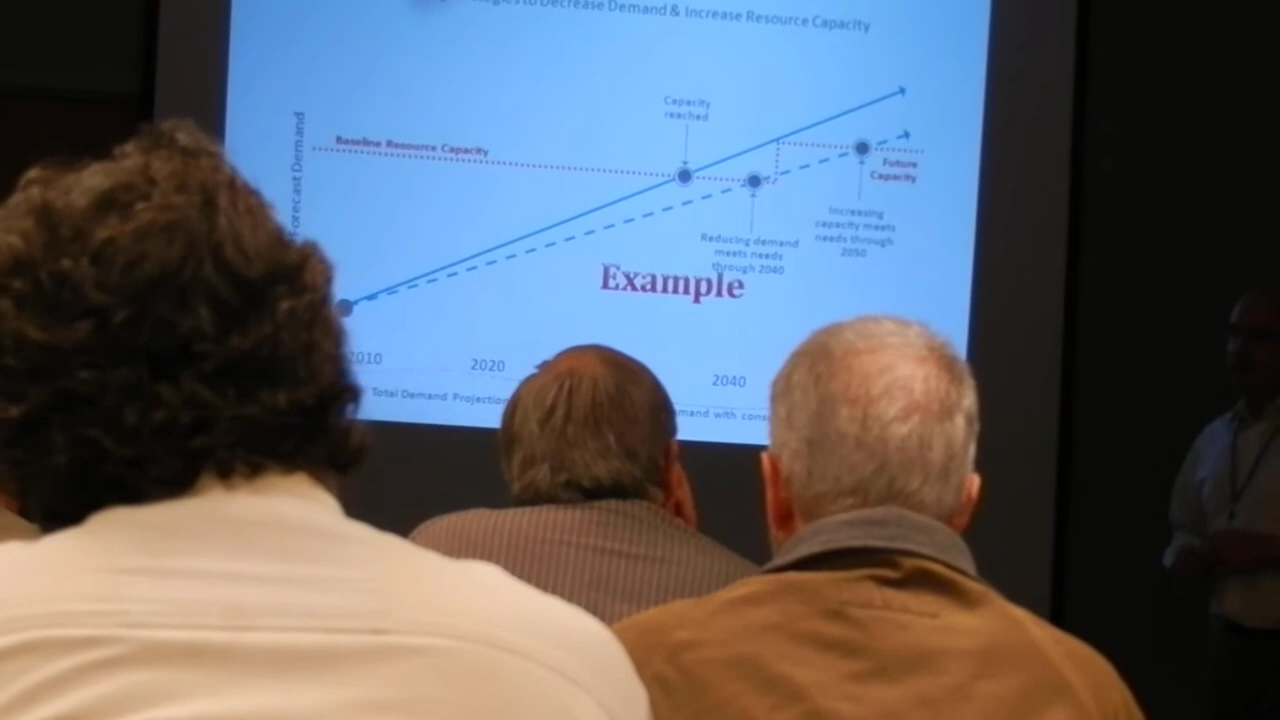 to Decrease Demand & Increase Resource Capacity
Capacity
reached
Baseline Resource Capacity
Forecast Demand
Future
Capacity
Increasing
capacity meets
needs through
2050
Reducing demand
meets needs
through 2040
Example
2010
2020
2040
Total Demand Projection
with